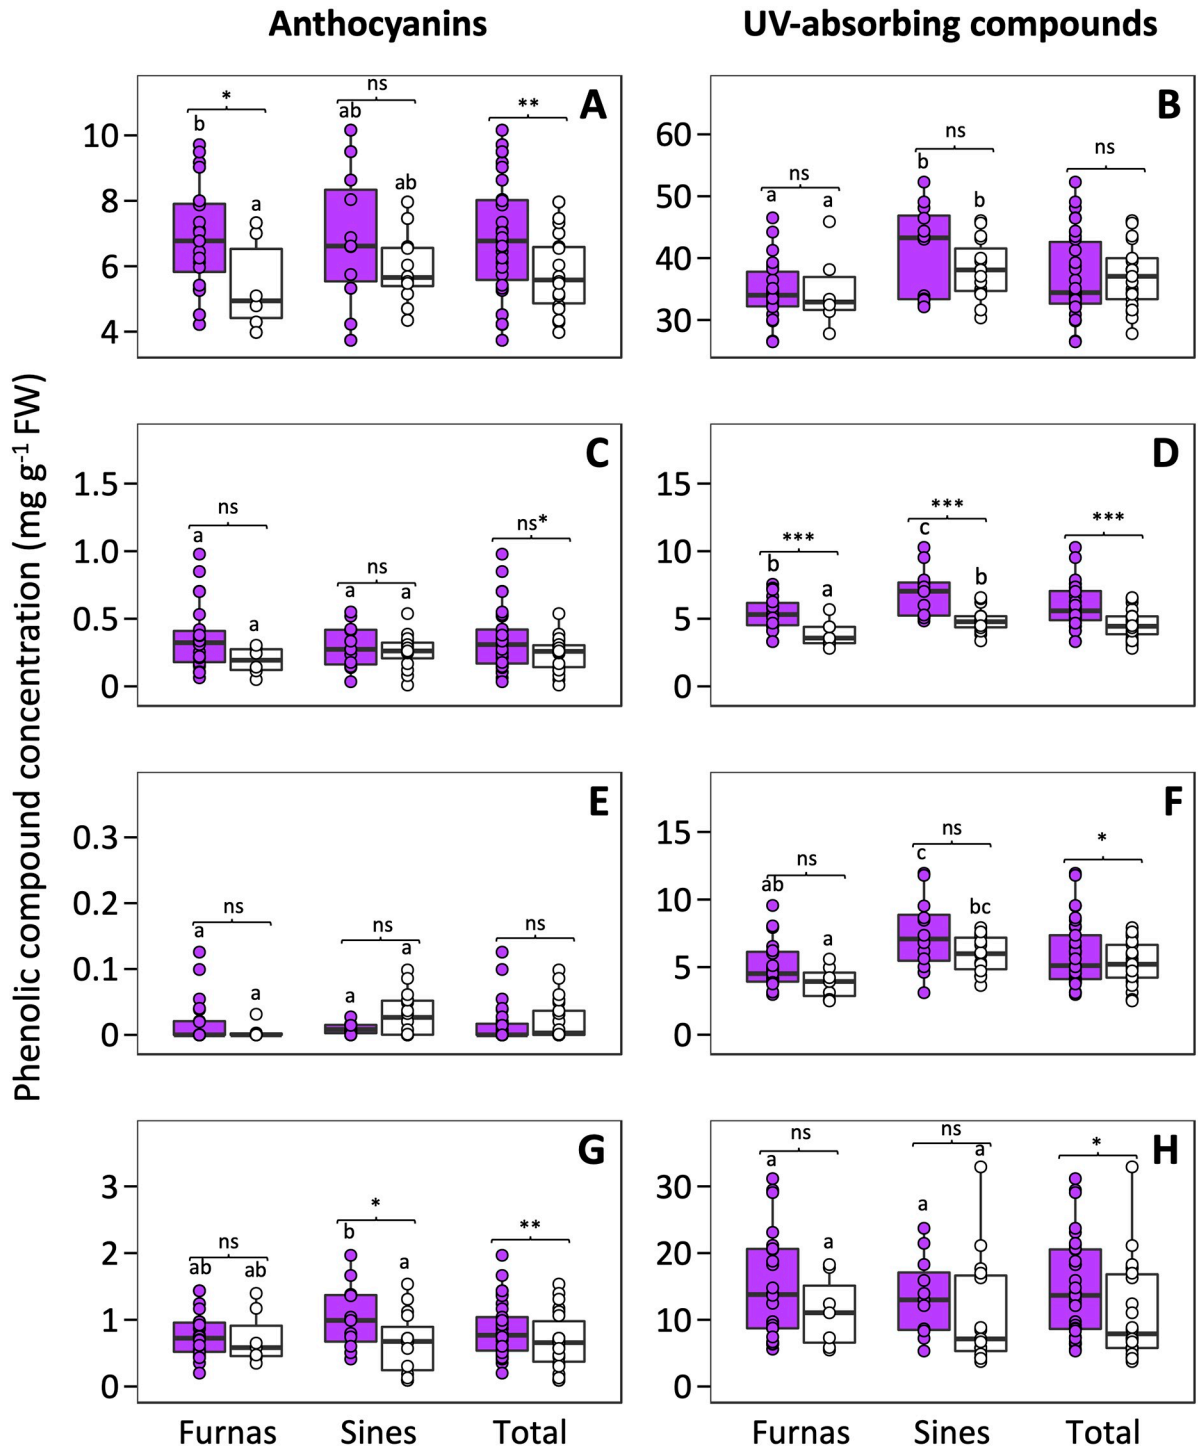 Anthocyanins
UV-absorbing compounds
Phenolic compound concentration (mg g-1 FW)
A
* ns **
b a ab ab
10
8
6
4
B
ns ns ns
a a b b
60
50
40
30
C
ns ns ns*
a a a a
1.5
1.0
0.5
0
D
*** *** ***
b a c b
15
10
5
0
E
ns ns ns
a a a a
0.3
0.2
0.1
0
F
ns ns *
ab a c bc
15
10
5
0
G
ns * **
ab ab b a
3
2
1
0
H
ns ns *
a a a a
30
20
10
0
Furnas Sines Total
Furnas Sines Total